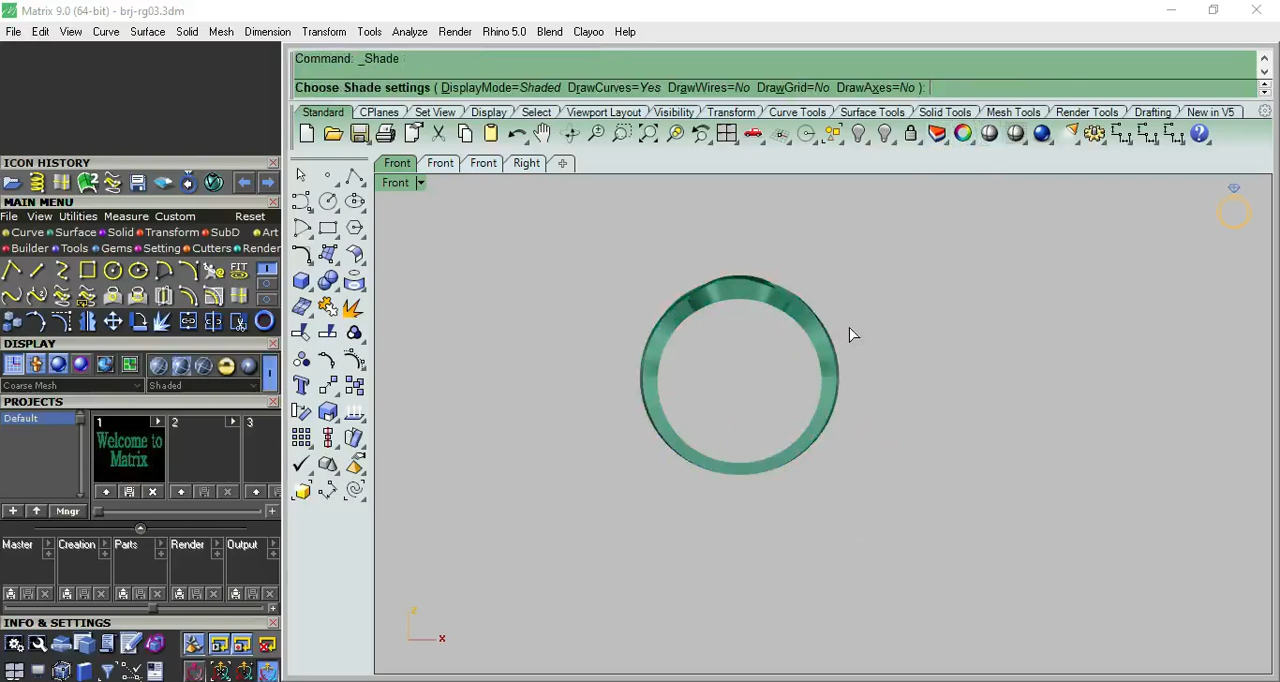 Matrix 9.0 (64-bit) - brj-rg03.3dm
File Edit View Curve Surface Solid Mesh Dimension Transform Tools Analyze Render Rhino 5.0 Blend Clayoo Help
Command: _Shade
Choose Shade settings ( DisplayMode=Shaded DrawCurves=Yes DrawWires=No DrawGrid=No DrawAxes=No ):
Standard CPlanes Set View Display Select Viewport Layout Visibility Transform Curve Tools Surface Tools Solid Tools Mesh Tools Render Tools Drafting New in V5
Front Front Front Right
Front
ICON HISTORY
MAIN MENU
File View Utilities Measure Custom Reset
Curve Surface Solid Transform SubD Art
Builder Tools Gems Setting Cutters Render
FIT
DISPLAY
Coarse Mesh Shaded
PROJECTS
Default
1 2 3
Welcome to
Matrix
Mngr
Master Creation Parts Render Output
INFO & SETTINGS
z
x